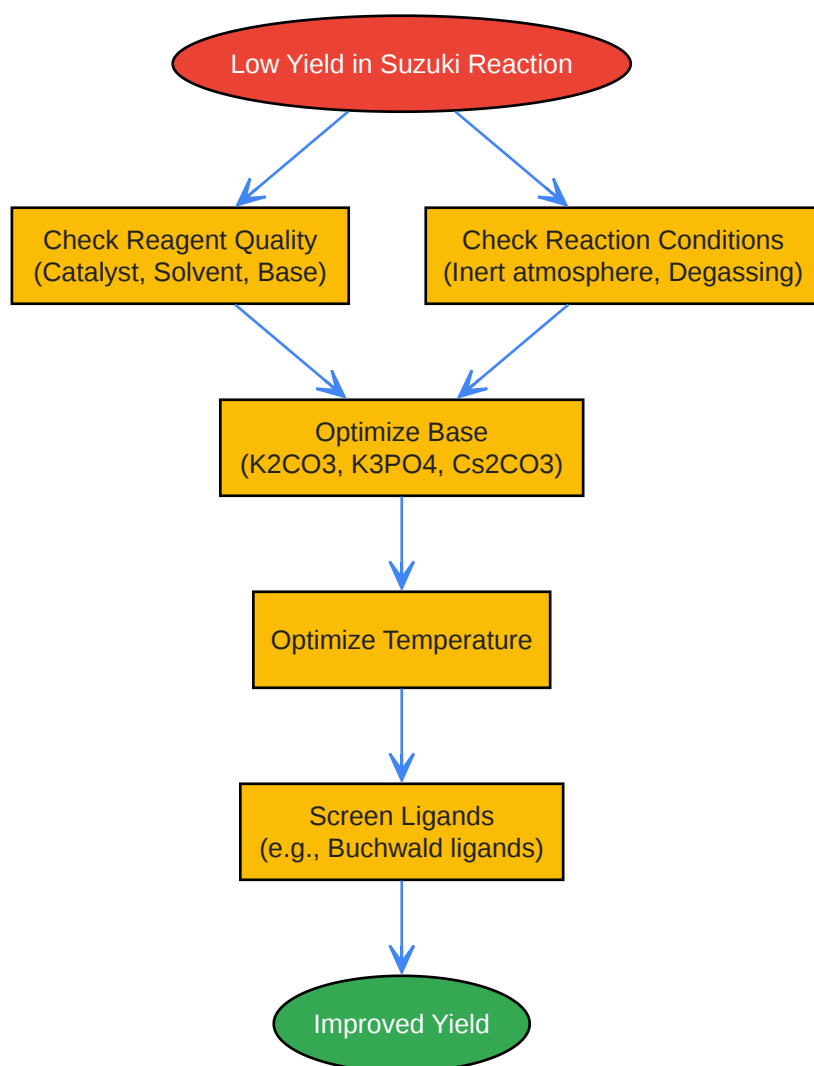 Low Yield in Suzuki Reaction
Check Reagent Quality
(Catalyst, Solvent, Base)
Check Reaction Conditions
(Inert atmosphere, Degassing)
Optimize Base
(K2CO3, K3PO4, Cs2CO3)
Optimize Temperature
Screen Ligands
(e.g., Buchwald ligands)
Improved Yield